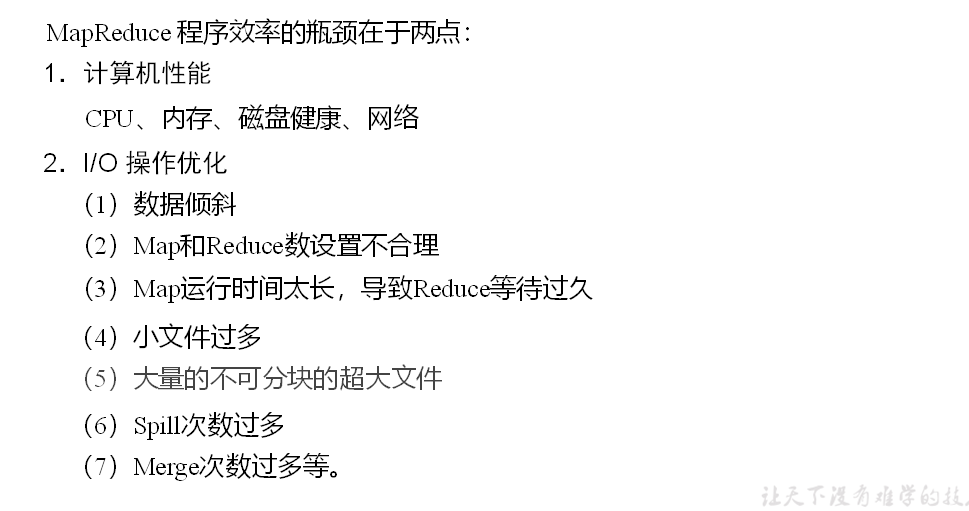 MapReduce 程序效率的瓶颈在于两点：
1．计算机性能
CPU、内存、磁盘健康、网络
2．I/O 操作优化
（1）数据倾斜
（2）Map和Reduce数设置不合理
（3）Map运行时间太长，导致Reduce等待过久
（4）小文件过多
（5）大量的不可分块的超大文件
（6）Spill次数过多
（7）Merge次数过多等。
让天下没有难学的技